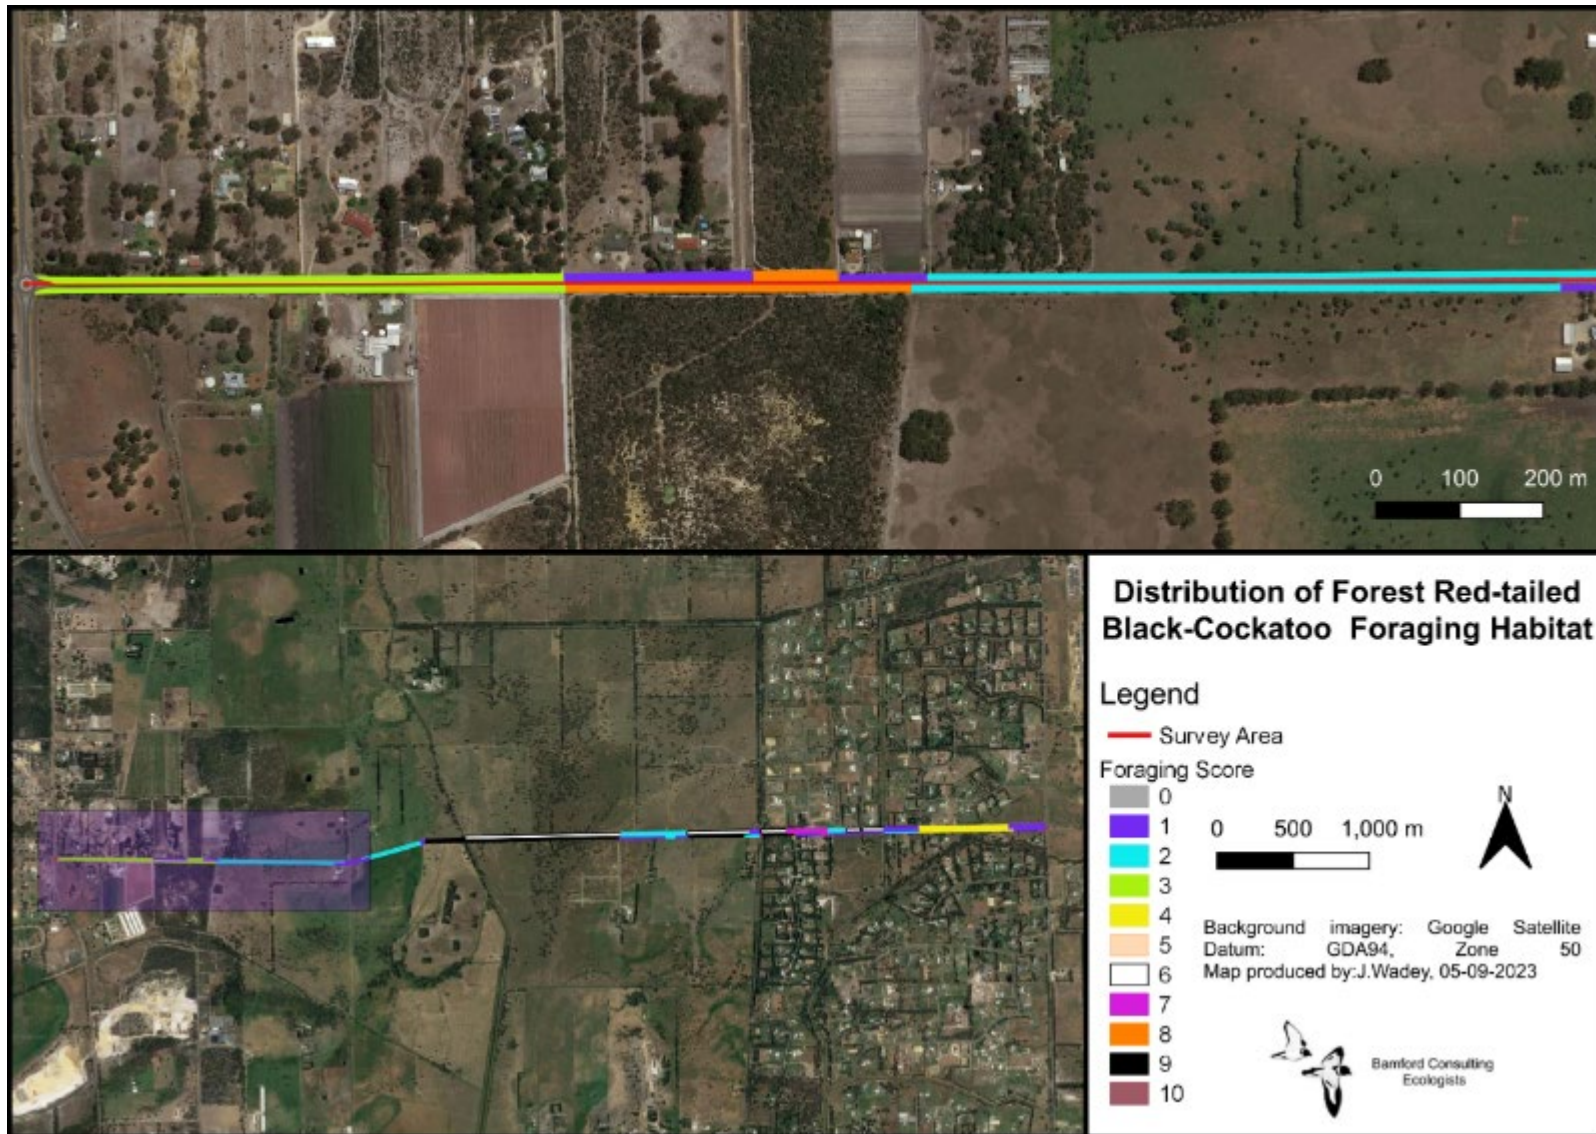 0 100 200 m
Distribution of Forest Red-tailed
Black-Cockatoo Foraging Habitat
Legend
Survey Area
Foraging Score
0
1
2
3
4
5
6
7
8
9
10
N
0 500 1,000 m
Background imagery: Google Satellite
Datum: GDA94, Zone 50
Map produced by:J.Wadey, 05-09-2023
Bamford Consulting
Ecologists